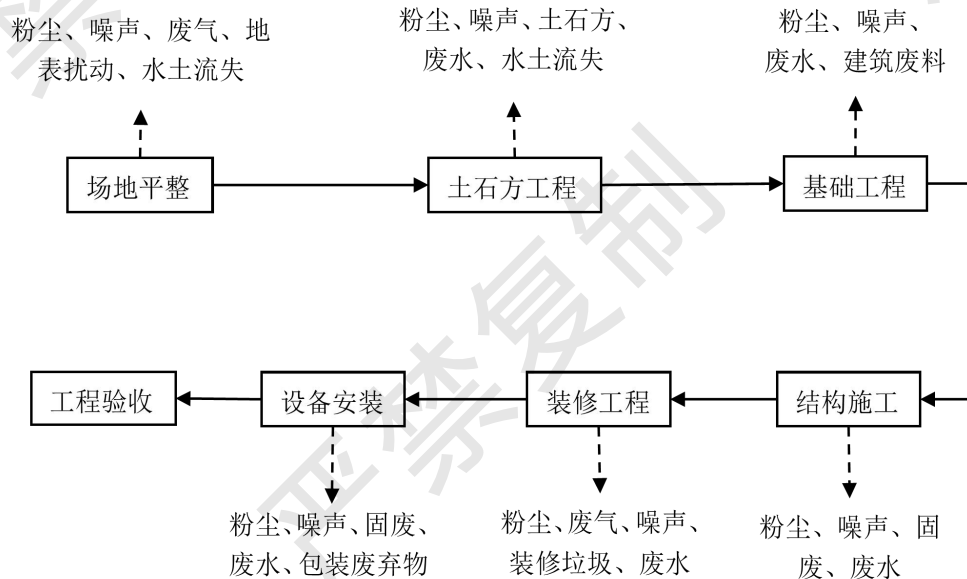 粉尘、噪声、废气、地
表扰动、水土流失
粉尘、噪声、土石方、
废水、水土流失
粉尘、噪声、
废水、建筑废料
场地平整
土石方工程
基础工程
工程验收
设备安装
装修工程
结构施工
粉尘、噪声、固废、
废水、包装废弃物
粉尘、废气、噪声、
装修垃圾、废水
粉尘、噪声、固
废、废水
严禁复制
禁